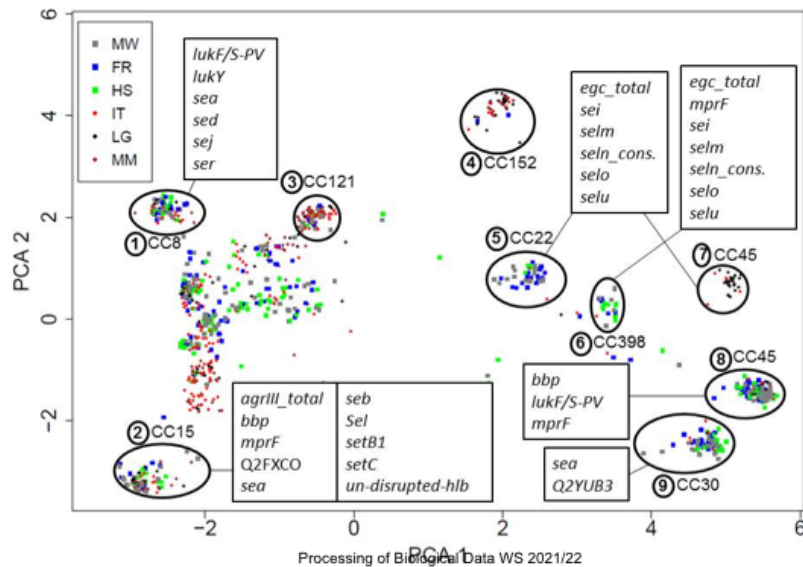 6
4
2
0
−2
PCA 2
MW
FR
HS
IT
LG
MM
lukF/S-PV
lukY
sea
sed
sej
ser
① CC8
③ CC121
④ CC152
egc_total
sei
selm
seln_cons.
selo
selu
egc_total
mprF
sei
selm
seln_cons.
selo
selu
⑤ CC22
⑦ CC45
⑥ CC398
⑧ CC45
bbp
lukF/S-PV
mprF
② CC15
agrIII_total
bbp
mprF
Q2FXCO
sea
seb
Sel
setB1
setC
un-disrupted-hlb
sea
Q2YUB3
⑨ CC30
−2
0
2
4
6
PCA 1
Processing of Biological Data WS 2021/22